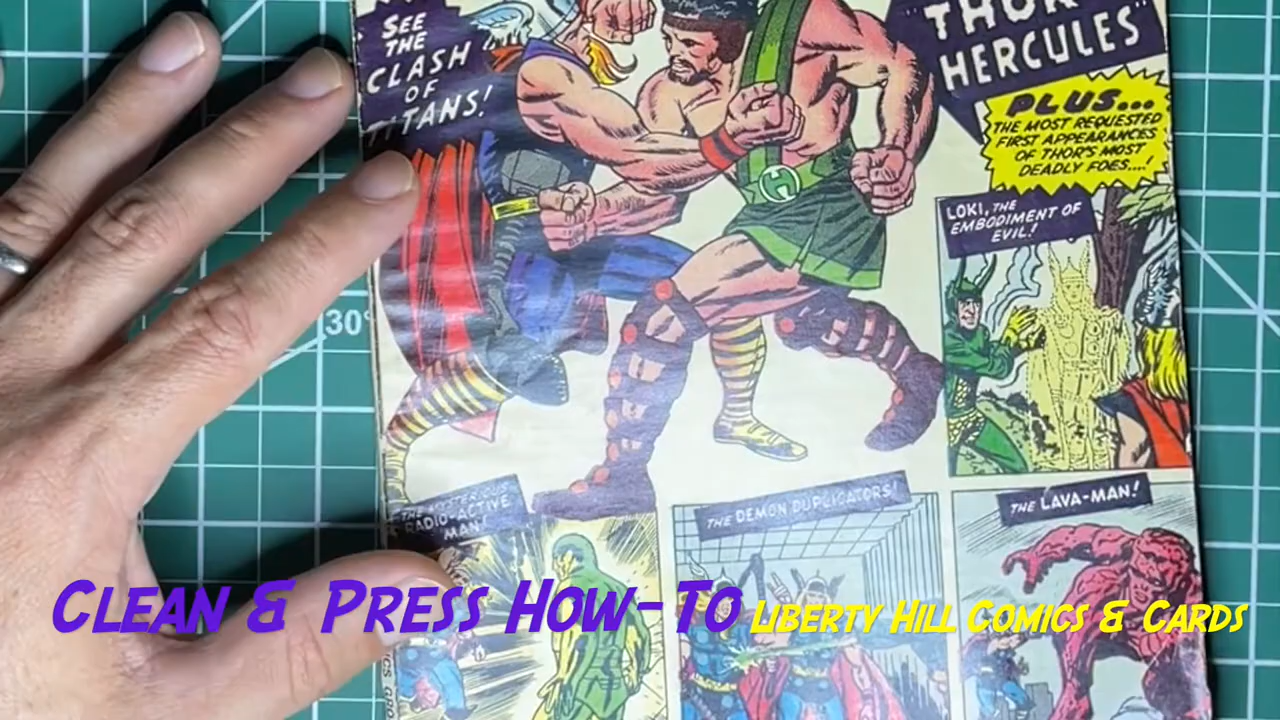 SEE
THE
CLASH
OF
TITANS!
"THOR
HERCULES"
PLUS...
THE MOST REQUESTED
FIRST APPEARANCES
OF THOR'S MOST
DEADLY FOES....!
LOKI, THE
EMBODIMENT OF
EVIL!
H
30°
THE MYSTERIOUS
RADIO-ACTIVE
MAN!
THE DEMON DUPLICATORS!
THE LAVA-MAN!
CLEAN & PRESS HOW-TO LIBERTY HILL COMICS & CARDS